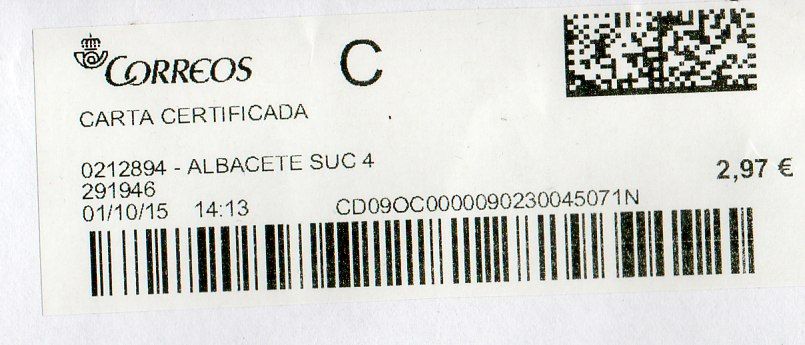 CORREOS C
CARTA CERTIFICADA
0212894 - ALBACETE SUC 4
2,97 €
291946
01/10/15 14:13 CD09OC0000090230045071N